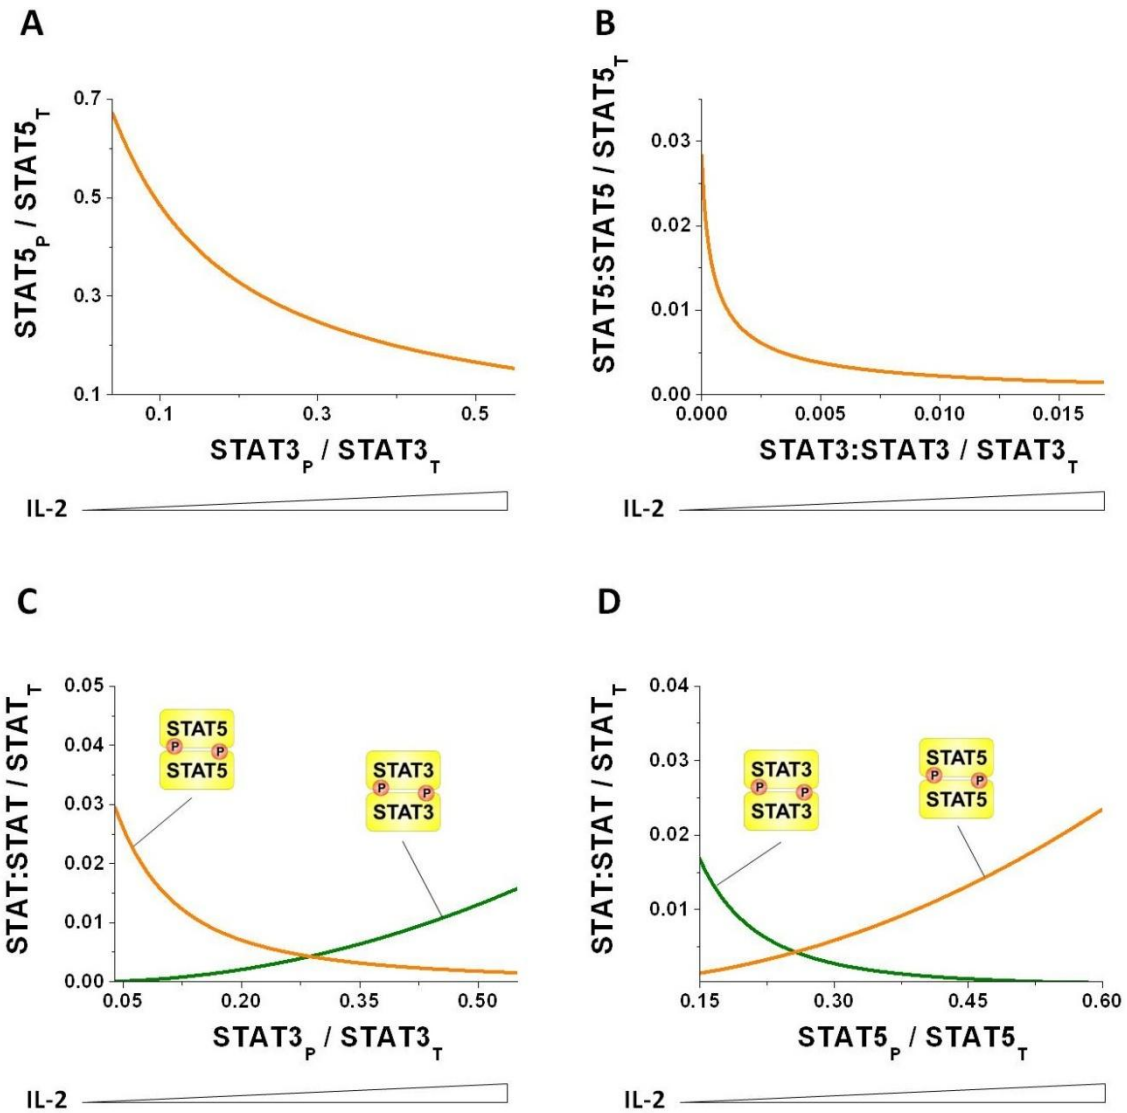 A
STAT5P / STAT5T
0.7
0.5
0.3
0.1
0.1
0.3
0.5
STAT3P / STAT3T
IL-2
B
STAT5:STAT5 / STAT5T
0.03
0.02
0.01
0.00
0.000
0.005
0.010
0.015
STAT3:STAT3 / STAT3T
IL-2
C
STAT:STAT / STATT
0.05
0.04
0.03
0.02
0.01
0.00
STAT5
P
P
STAT5
STAT3
P
P
STAT3
0.05
0.20
0.35
0.50
STAT3P / STAT3T
IL-2
D
STAT:STAT / STATT
0.04
0.03
0.02
0.01
STAT3
P
P
STAT3
STAT5
P
P
STAT5
0.15
0.30
0.45
0.60
STAT5P / STAT5T
IL-2